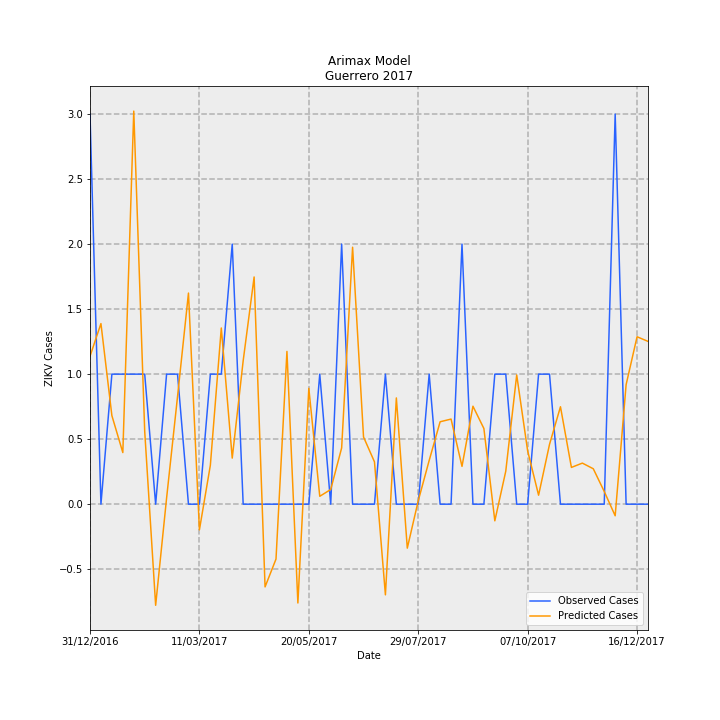 Arimax Model
Guerrero 2017
3.0
2.5
2.0
1.5
1.0
0.5
0.0
−0.5
ZIKV Cases
31/12/2016 11/03/2017 20/05/2017 29/07/2017 07/10/2017 16/12/2017
Date
Observed Cases
Predicted Cases